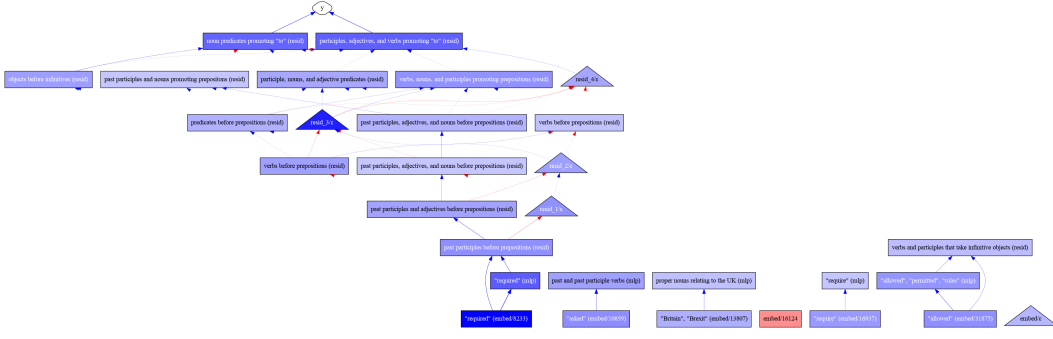 y
noun predicates promoting "to" (resid)
participles, adjectives, and verbs promoting "to" (resid)
objects before infinitives (resid)
past participles and nouns promoting prepositons (resid)
participle, nouns, and adjective predicates (resid)
verbs, nouns, and participles promoting prepositions (resid)
resid_4/ε
predicates before prepositions (resid)
resid_3/ε
past participles, adjectives, and nouns before prepositions (resid)
verbs before prepositions (resid)
verbs before prepositions (resid)
past participles, adjectives, and nouns before prepositions (resid)
resid_2/ε
past participles and adjectives before prepositions (resid)
resid_1/ε
past participles before prepositions (resid)
verbs and participles that take infinitive objects (resid)
"required" (mlp)
past and past participle verbs (mlp)
proper nouns relating to the UK (mlp)
"require" (mlp)
"allowed", "permitted", "rules" (mlp)
"required" (embed/8233)
"asked" (embed/10859)
"Britain", "Brexit" (embed/13807)
embed/16124
"require" (embed/16937)
"allowed" (embed/31875)
embed/ε